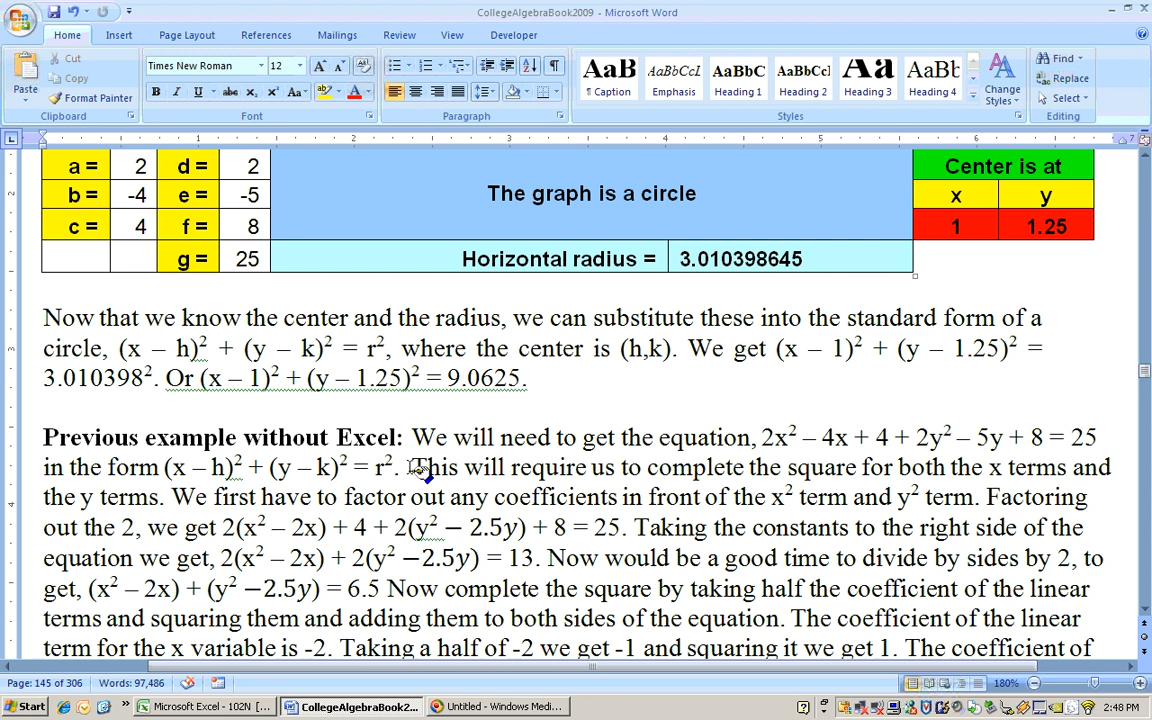 CollegeAlgebraBook2009 - Microsoft Word
Home Insert Page Layout References Mailings Review View Developer
Paste
Cut
Copy
Format Painter
Clipboard
Times New Roman 12
Font
Paragraph
AaB AaBbCcL AaBbC AaBbCcI Aa AaBb
¶ Caption Emphasis Heading 1 Heading 2 Heading 3 Heading 4
Change
Styles
Styles
Find
Replace
Select
Editing
a = 2 d = 2 The graph is a circle Center is at
b = -4 e = -5 x y
c = 4 f = 8 1 1.25
g = 25 Horizontal radius = 3.010398645
Now that we know the center and the radius, we can substitute these into the standard form of a
circle, (x – h)² + (y – k)² = r², where the center is (h,k). We get (x – 1)² + (y – 1.25)² =
3.010398². Or (x – 1)² + (y – 1.25)² = 9.0625.
Previous example without Excel: We will need to get the equation, 2x² – 4x + 4 + 2y² – 5y + 8 = 25
in the form (x – h)² + (y – k)² = r². This will require us to complete the square for both the x terms and
the y terms. We first have to factor out any coefficients in front of the x² term and y² term. Factoring
out the 2, we get 2(x² – 2x) + 4 + 2(y² − 2.5y) + 8 = 25. Taking the constants to the right side of the
equation we get, 2(x² – 2x) + 2(y² −2.5y) = 13. Now would be a good time to divide by sides by 2, to
get, (x² – 2x) + (y² −2.5y) = 6.5 Now complete the square by taking half the coefficient of the linear
terms and squaring them and adding them to both sides of the equation. The coefficient of the linear
term for the x variable is -2. Taking a half of -2 we get -1 and squaring it we get 1. The coefficient of
Page: 145 of 306 Words: 97,486 180%
Start Microsoft Excel - 102N [... CollegeAlgebraBook2... Untitled - Windows Medi... 2:48 PM